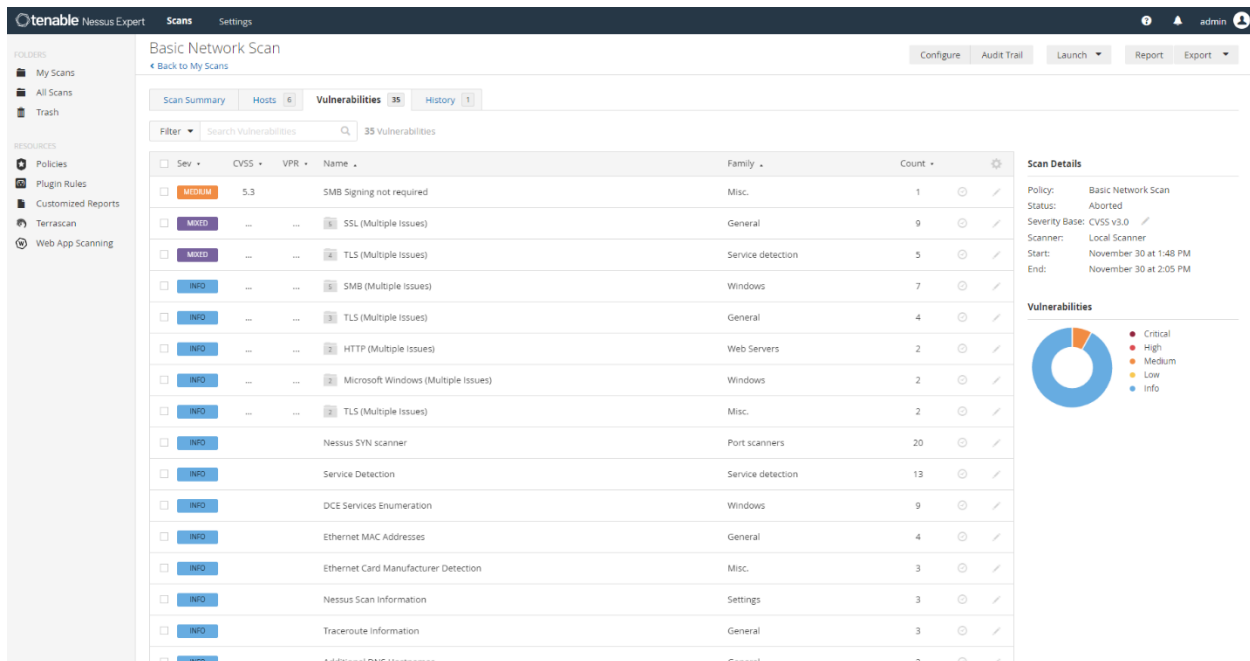 tenable Nessus Expert Scans Settings admin
FOLDERS
My Scans
All Scans
Trash
RESOURCES
Policies
Plugin Rules
Customized Reports
Terrascan
Web App Scanning
Basic Network Scan
Back to My Scans
Configure Audit Trail Launch Report Export
Scan Summary Hosts 6 Vulnerabilities 35 History 1
Filter Search Vulnerabilities 35 Vulnerabilities
Sev CVSS VPR Name Family Count
MEDIUM 5.3 SMB Signing not required Misc. 1
MIXED ... ... 5 SSL (Multiple Issues) General 9
MIXED ... ... 4 TLS (Multiple Issues) Service detection 5
INFO ... ... 5 SMB (Multiple Issues) Windows 7
INFO ... ... 3 TLS (Multiple Issues) General 4
INFO ... ... 2 HTTP (Multiple Issues) Web Servers 2
INFO ... ... 2 Microsoft Windows (Multiple Issues) Windows 2
INFO ... ... 2 TLS (Multiple Issues) Misc. 2
INFO Nessus SYN scanner Port scanners 20
INFO Service Detection Service detection 13
INFO DCE Services Enumeration Windows 9
INFO Ethernet MAC Addresses General 4
INFO Ethernet Card Manufacturer Detection Misc. 3
INFO Nessus Scan Information Settings 3
INFO Traceroute Information General 3
Scan Details
Policy: Basic Network Scan
Status: Aborted
Severity Base: CVSS v3.0
Scanner: Local Scanner
Start: November 30 at 1:48 PM
End: November 30 at 2:05 PM
Vulnerabilities
Critical
High
Medium
Low
Info